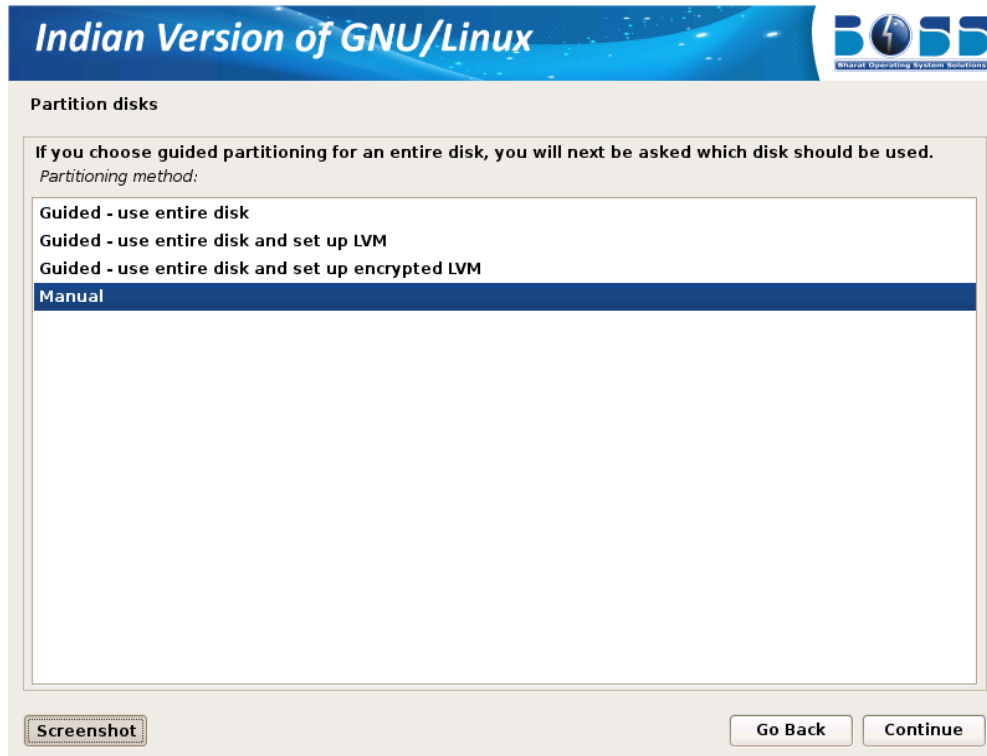 Indian Version of GNU/Linux
BOSS
Bharat Operating System Solutions
Partition disks
If you choose guided partitioning for an entire disk, you will next be asked which disk should be used.
Partitioning method:
Guided - use entire disk
Guided - use entire disk and set up LVM
Guided - use entire disk and set up encrypted LVM
Manual
Screenshot
Go Back
Continue